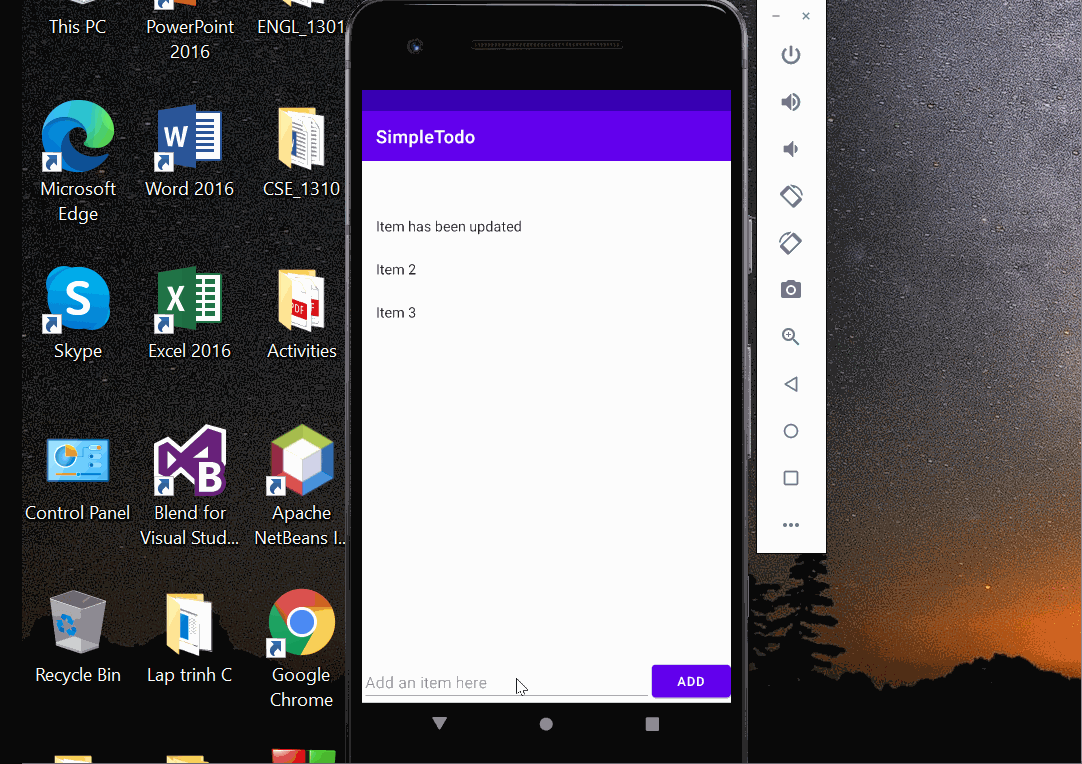 This PC
PowerPoint
2016
ENGL_1301
Microsoft
Edge
Word 2016
CSE_1310
Skype
Excel 2016
Activities
Control Panel
Blend for
Visual Stud...
Apache
NetBeans I...
Recycle Bin
Lap trinh C
Google
Chrome
SimpleTodo
Item has been updated
Item 2
Item 3
Add an item here
ADD
W
S
X
PDF
B